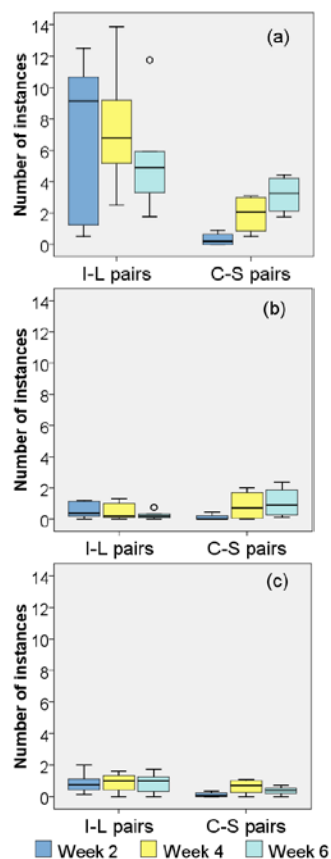 (a)
Number of instances
14
12
10
8
6
4
2
0
I-L pairs C-S pairs
(b)
Number of instances
14
12
10
8
6
4
2
0
I-L pairs C-S pairs
(c)
Number of instances
14
12
10
8
6
4
2
0
I-L pairs C-S pairs
Week 2 Week 4 Week 6